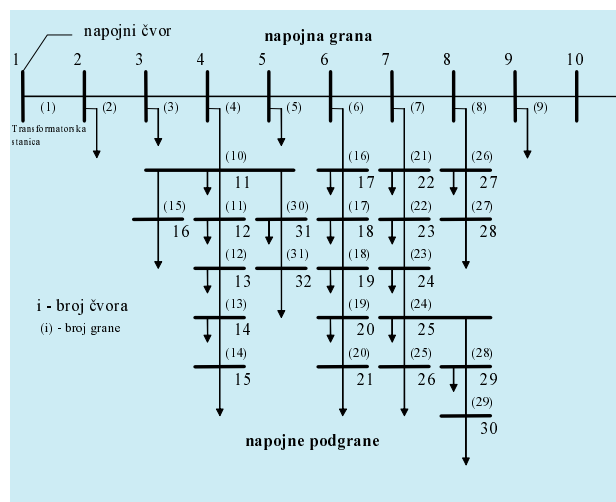 napojni čvor
napojna grana
1 2 3 4 5 6 7 8 9 10
(1) (2) (3) (4) (5) (6) (7) (8) (9)
Transformatorska
stanica
(10) (16) (21) (26)
11 17 22 27
(15) (11) (30) (17) (22) (27)
16 12 31 18 23 28
(12) (31) (18) (23)
13 32 19 24
i - broj čvora
(i) - broj grane
(13) (19) (24)
14 20 25
(14) (20) (25) (28)
15 21 26 29
(29)
30
napojne podgrane